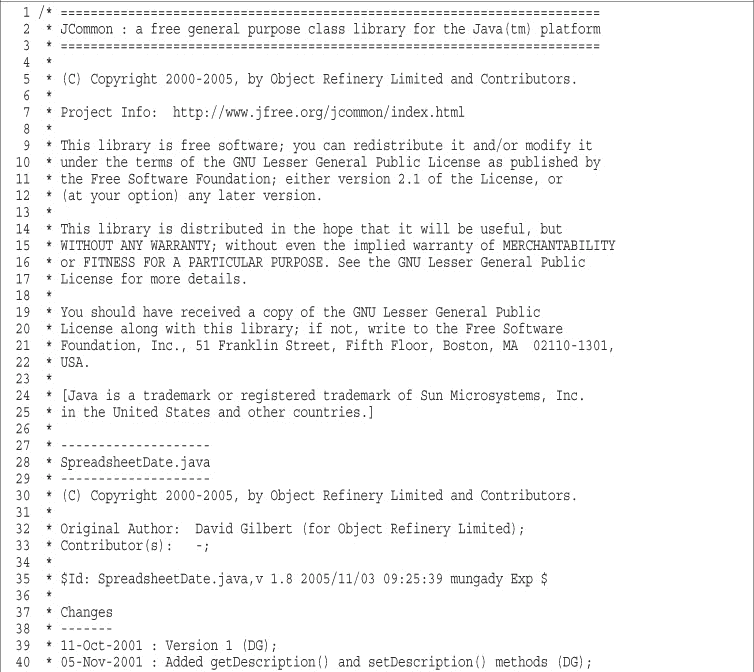 1 /* ============================================================================
2  * JCommon : a free general purpose class library for the Java(tm) platform
3  * ============================================================================
4  *
5  * (C) Copyright 2000-2005, by Object Refinery Limited and Contributors.
6  *
7  * Project Info:  http://www.jfree.org/jcommon/index.html
8  *
9  * This library is free software; you can redistribute it and/or modify it
10  * under the terms of the GNU Lesser General Public License as published by
11  * the Free Software Foundation; either version 2.1 of the License, or
12  * (at your option) any later version.
13  *
14  * This library is distributed in the hope that it will be useful, but
15  * WITHOUT ANY WARRANTY; without even the implied warranty of MERCHANTABILITY
16  * or FITNESS FOR A PARTICULAR PURPOSE. See the GNU Lesser General Public
17  * License for more details.
18  *
19  * You should have received a copy of the GNU Lesser General Public
20  * License along with this library; if not, write to the Free Software
21  * Foundation, Inc., 51 Franklin Street, Fifth Floor, Boston, MA  02110-1301,
22  * USA.
23  *
24  * [Java is a trademark or registered trademark of Sun Microsystems, Inc.
25  * in the United States and other countries.]
26  *
27  * --------------------
28  * SpreadsheetDate.java
29  * --------------------
30  * (C) Copyright 2000-2005, by Object Refinery Limited and Contributors.
31  *
32  * Original Author:  David Gilbert (for Object Refinery Limited);
33  * Contributor(s):   -;
34  *
35  * $Id: SpreadsheetDate.java,v 1.8 2005/11/03 09:25:39 mungady Exp $
36  *
37  * Changes
38  * -------
39  * 11-Oct-2001 : Version 1 (DG);
40  * 05-Nov-2001 : Added getDescription() and setDescription() methods (DG);